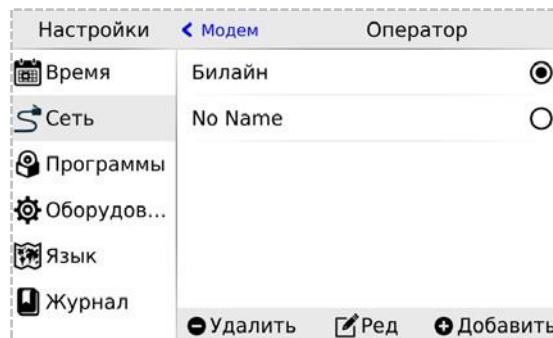 Настройки
Модем
Оператор
Время
Сеть
Программы
Оборудов...
Язык
Журнал
Билайн
No Name
Удалить
Ред
Добавить